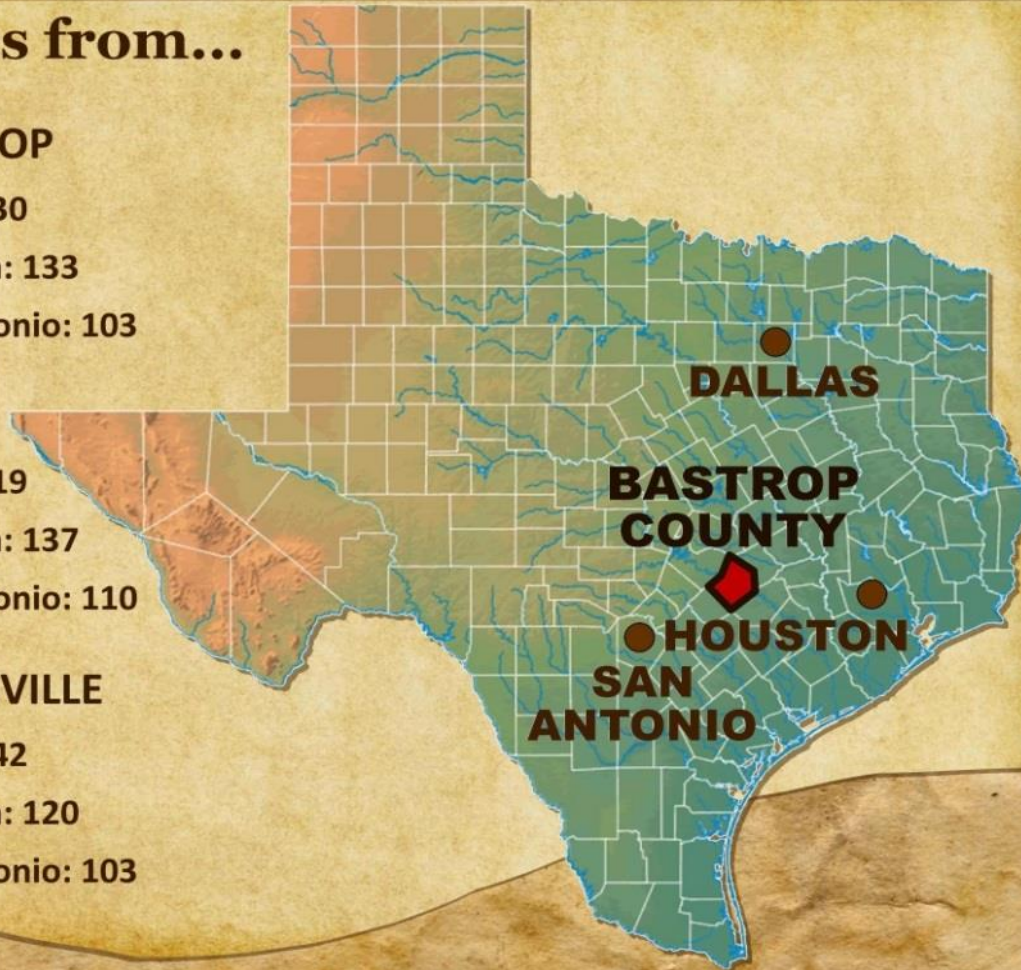 s from...
OP
30
: 133
onio: 103
19
: 137
onio: 110
VILLE
42
: 120
onio: 103
DALLAS
BASTROP
COUNTY
HOUSTON
SAN
ANTONIO